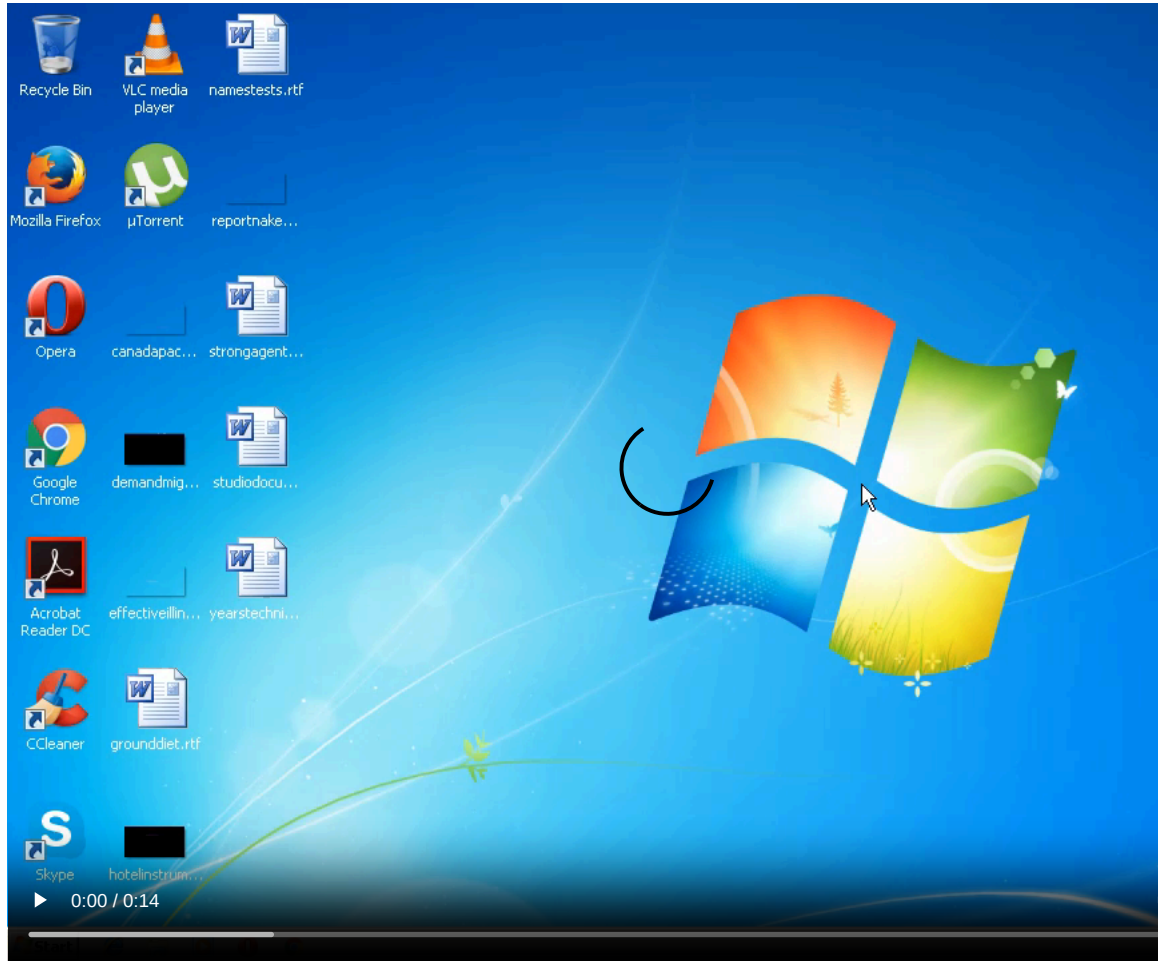 Recycle Bin
VLC media
player
namestests.rtf
Mozilla Firefox
µTorrent
reportnake...
Opera
canadapac...
strongagent...
Google
Chrome
demandmig...
studiodocu...
Acrobat
Reader DC
effectiveillin...
yearstechni...
CCleaner
grounddiet.rtf
Skype
hotelinstrum...
0:00 / 0:14
Start